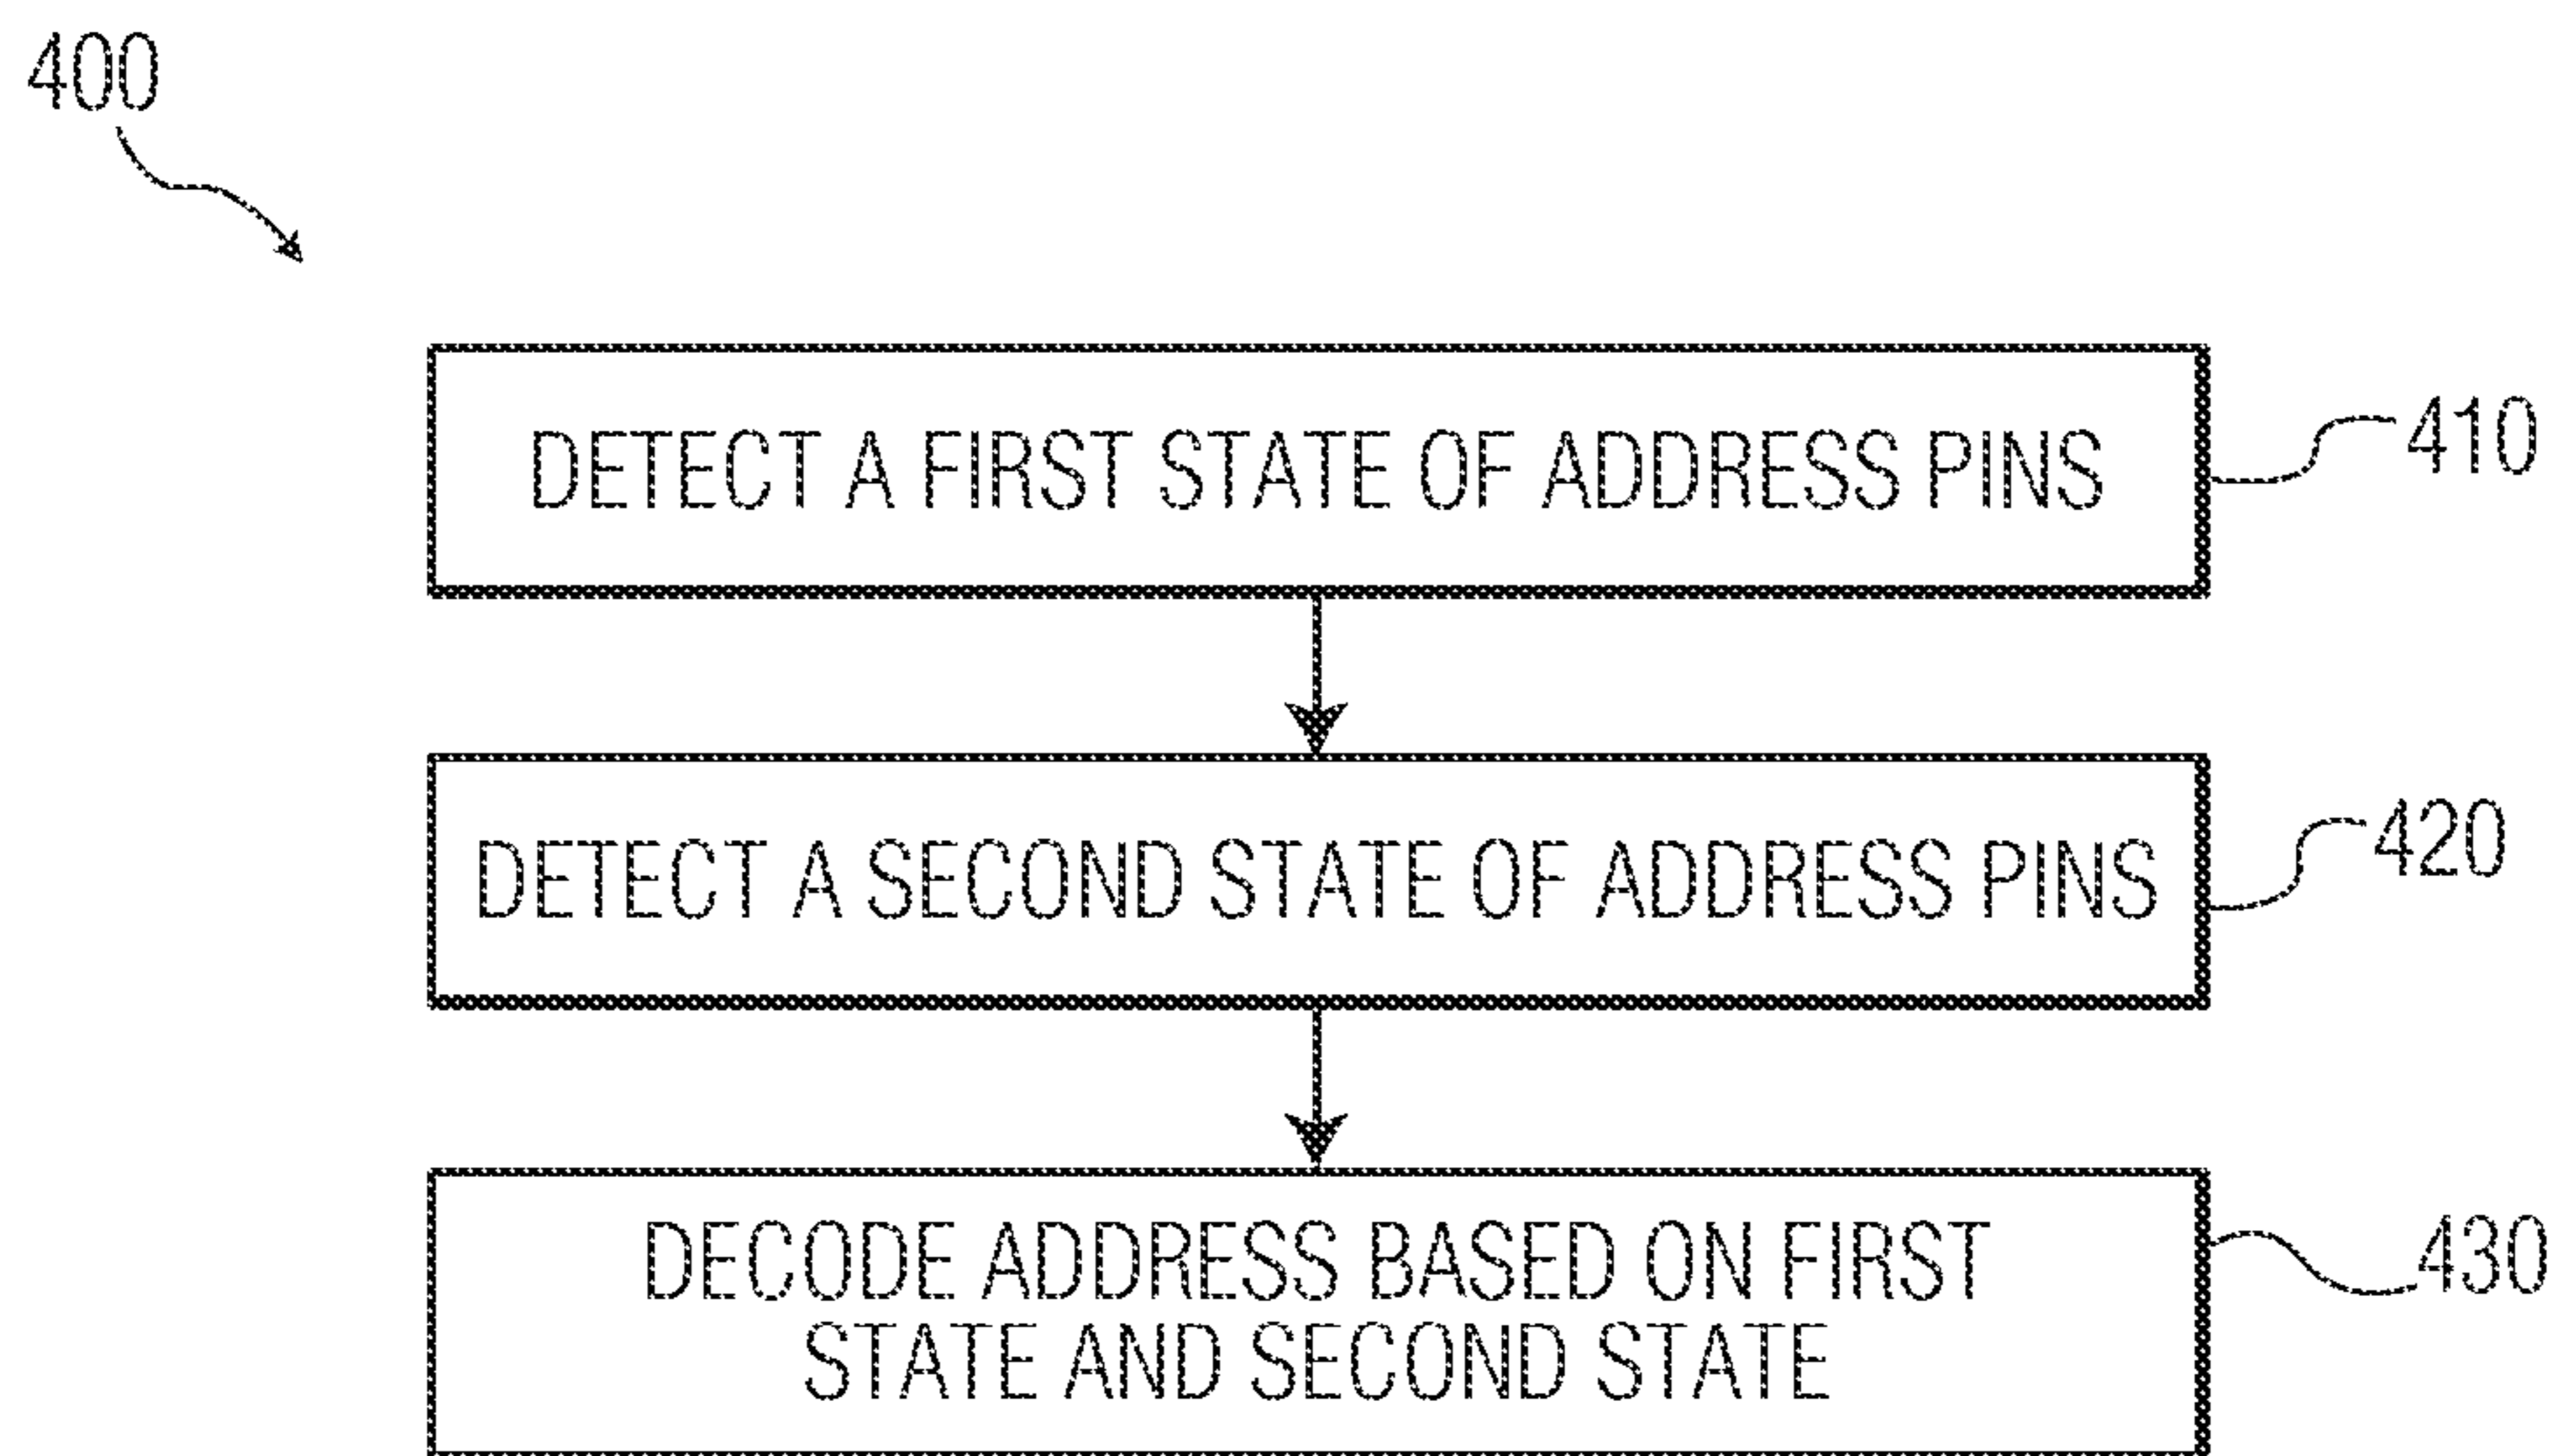 400
DETECT A FIRST STATE OF ADDRESS PINS
410
DETECT A SECOND STATE OF ADDRESS PINS
420
DECODE ADDRESS BASED ON FIRST
STATE AND SECOND STATE
430